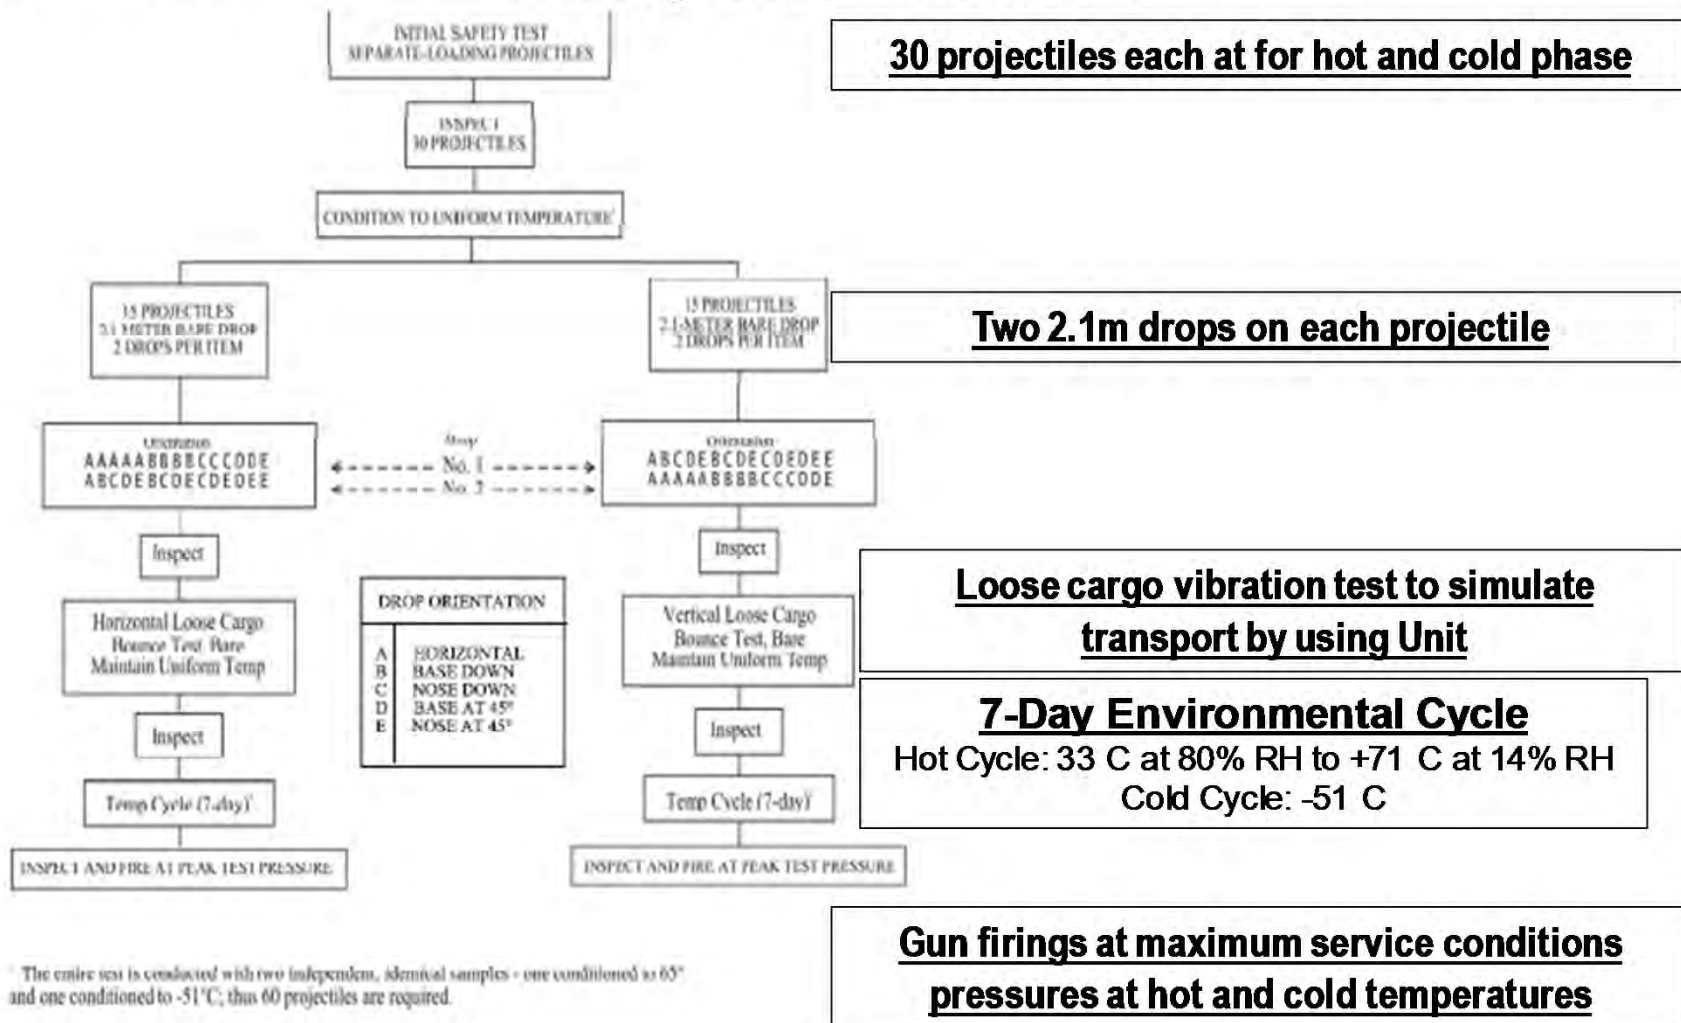 INITIAL SAFETY TEST
SEPARATE-LOADING PROJECTILES
30 projectiles each at for hot and cold phase
INSPECT
30 PROJECTILES
CONDITION TO UNIFORM TEMPERATURE
15 PROJECTILES
2.1-METER BARE DROP
2 DROPS PER ITEM
15 PROJECTILES
2.1-METER BARE DROP
2 DROPS PER ITEM
Two 2.1m drops on each projectile
Orientation
AAAAABBBBCCCDDE
ABCDEBCDECDEDEE
Drop
No. 1
No. 2
Orientation
ABCDEBCDECDEDEE
AAAAABBBBCCCDDE
Inspect
Inspect
Loose cargo vibration test to simulate
transport by using Unit
Horizontal Loose Cargo
Bounce Test, Bare
Maintain Uniform Temp
DROP ORIENTATION
A HORIZONTAL
B BASE DOWN
C NOSE DOWN
D BASE AT 45°
E NOSE AT 45°
Vertical Loose Cargo
Bounce Test, Bare
Maintain Uniform Temp
7-Day Environmental Cycle
Hot Cycle: 33 C at 80% RH to +71 C at 14% RH
Cold Cycle: -51 C
Inspect
Inspect
Temp Cycle (7-day)
Temp Cycle (7-day)
INSPECT AND FIRE AT PEAK TEST PRESSURE
INSPECT AND FIRE AT PEAK TEST PRESSURE
Gun firings at maximum service conditions
pressures at hot and cold temperatures
The entire test is conducted with two independent, identical samples - one conditioned to 65°
and one conditioned to -51°C; thus 60 projectiles are required.